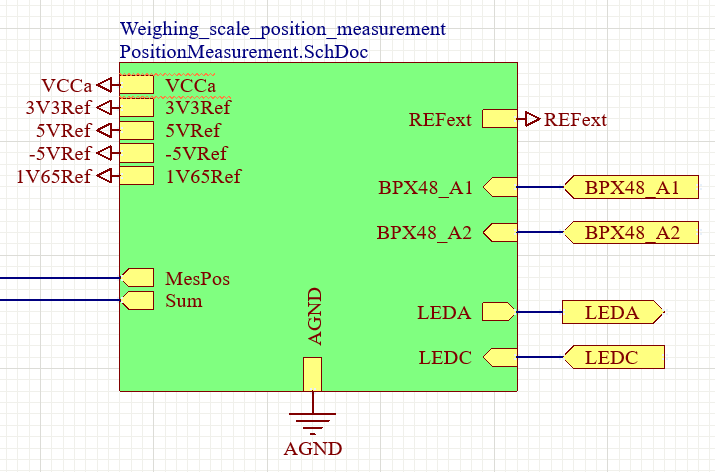 Weighing_scale_position_measurement
PositionMeasurement.SchDoc
VCCa VCCa
3V3Ref 3V3Ref
5VRef 5VRef
-5VRef -5VRef
1V65Ref 1V65Ref
REFext REFext
BPX48_A1 BPX48_A1
BPX48_A2 BPX48_A2
MesPos
Sum
AGND
LEDA LEDA
LEDC LEDC
AGND